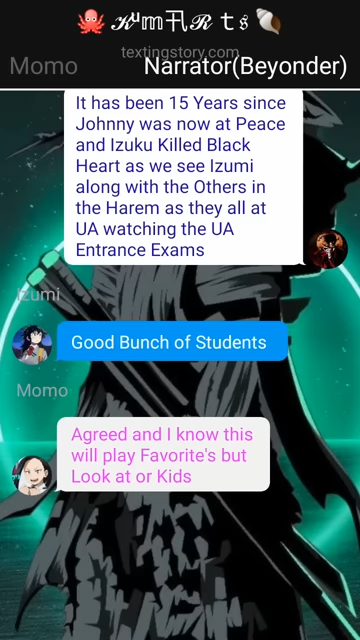 🐙 𝒦ᵘ𝕞卂ℛ 𝕥𝔰 🐚
textingstory.com
Momo Narrator(Beyonder)
It has been 15 Years since
Johnny was now at Peace
and Izuku Killed Black
Heart as we see Izumi
along with the Others in
the Harem as they all at
UA watching the UA
Entrance Exams
Izumi
Good Bunch of Students
Momo
Agreed and I know this
will play Favorite's but
Look at or Kids